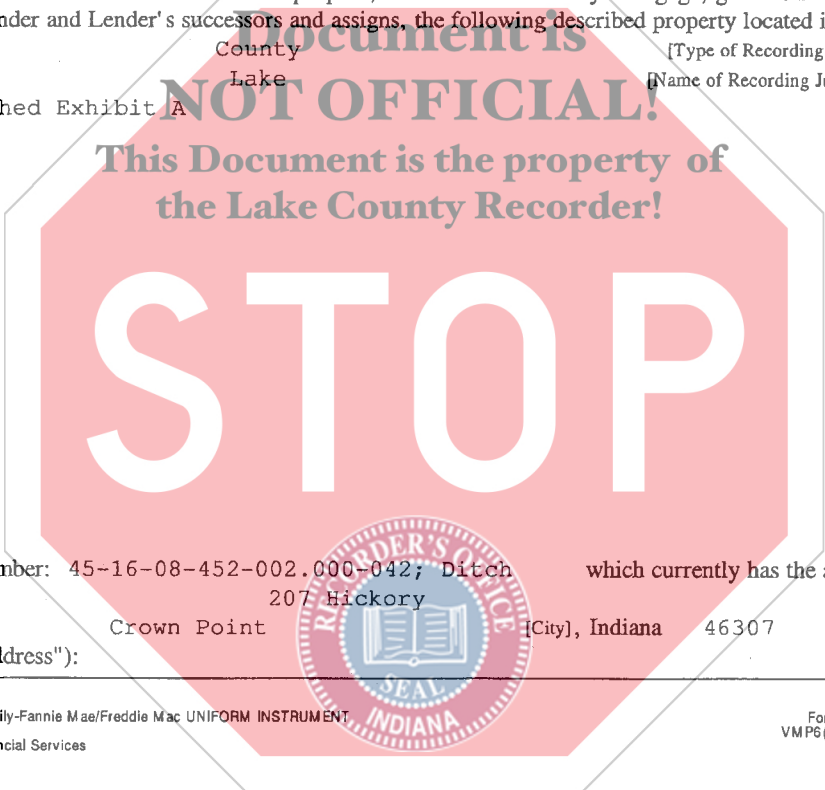 nder and Lender's successors and assigns, the following described property located i
Document is
County [Type of Recording
NOT OFFICIAL!
Lake [Name of Recording Ju
hed Exhibit A
This Document is the property of
the Lake County Recorder!
STOP
mber: 45-16-08-452-002.000-042; Ditch which currently has the a
207 Hickory
Crown Point [City], Indiana 46307
ddress"):
RECORDER'S OFFICE
SEAL
INDIANA
ily-Fannie Mae/Freddie Mac UNIFORM INSTRUMENT For
ncial Services VMP6(